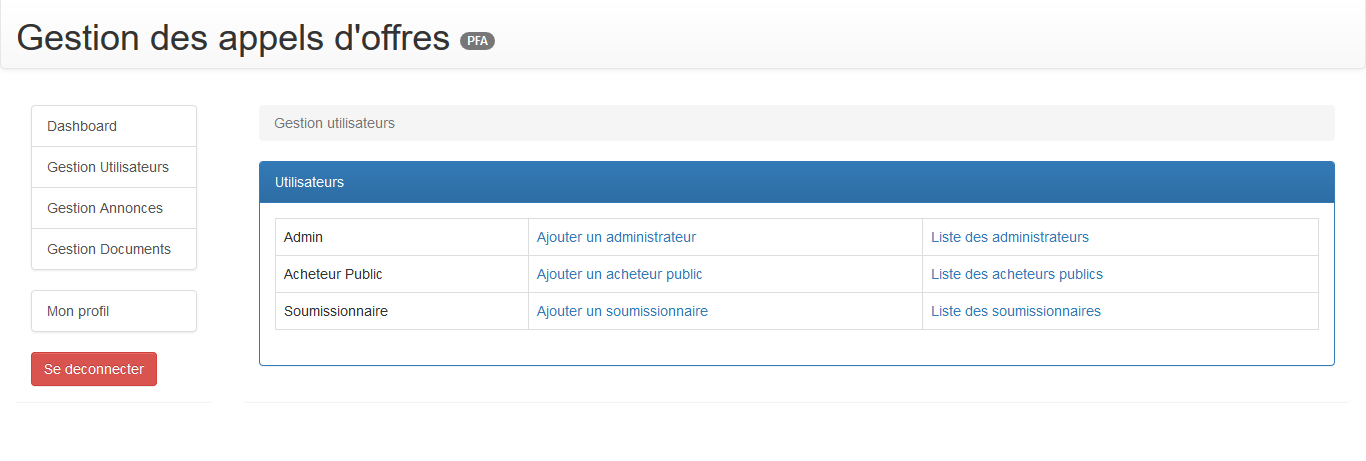 Gestion des appels d'offres PFA
Dashboard
Gestion Utilisateurs
Gestion Annonces
Gestion Documents
Mon profil
Se deconnecter
Gestion utilisateurs
Utilisateurs
Admin Ajouter un administrateur Liste des administrateurs
Acheteur Public Ajouter un acheteur public Liste des acheteurs publics
Soumissionnaire Ajouter un soumissionnaire Liste des soumissionnaires